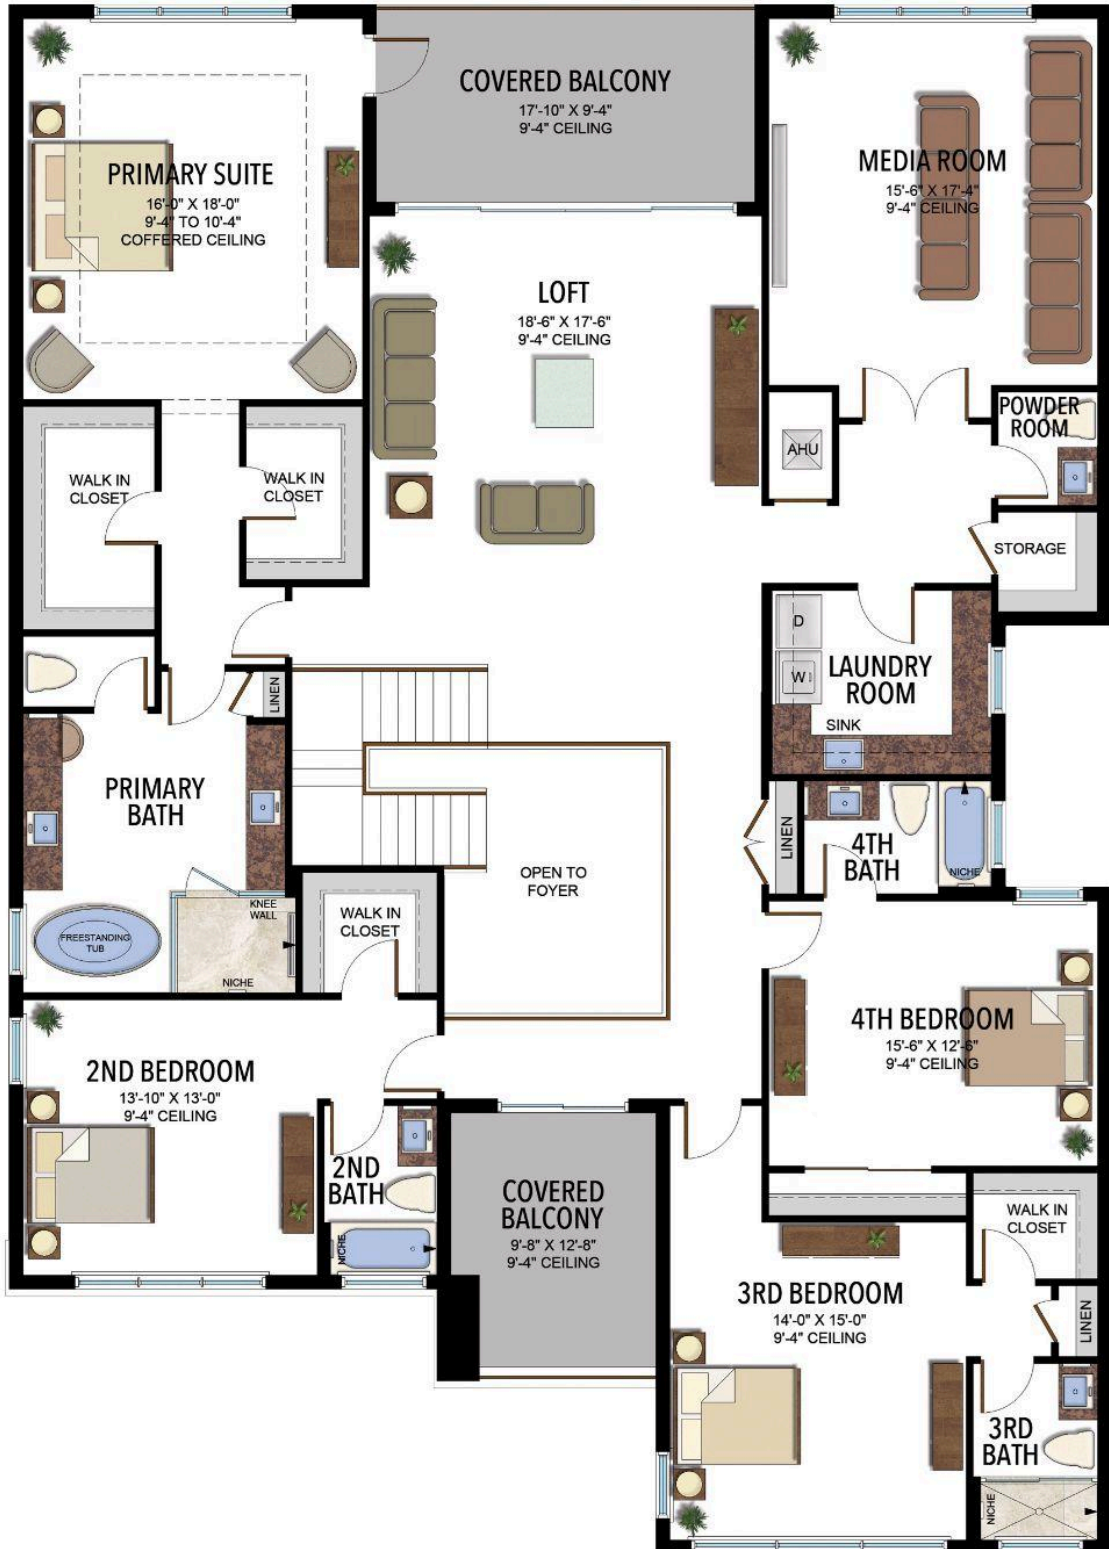 COVERED BALCONY
17'-10" X 9'-4"
9'-4" CEILING
PRIMARY SUITE
16'-0" X 18'-0"
9'-4" TO 10'-4"
COFFERED CEILING
MEDIA ROOM
15'-6" X 17'-4"
9'-4" CEILING
LOFT
18'-6" X 17'-6"
9'-4" CEILING
POWDER
ROOM
AHU
WALK IN
CLOSET
WALK IN
CLOSET
STORAGE
D
W
LAUNDRY
ROOM
SINK
LINEN
PRIMARY
BATH
LINEN
4TH
BATH
NICHE
OPEN TO
FOYER
KNEE
WALL
WALK IN
CLOSET
FREESTANDING
TUB
NICHE
4TH BEDROOM
15'-6" X 12'-6"
9'-4" CEILING
2ND BEDROOM
13'-10" X 13'-0"
9'-4" CEILING
2ND
BATH
NICHE
COVERED
BALCONY
9'-8" X 12'-8"
9'-4" CEILING
WALK IN
CLOSET
3RD BEDROOM
14'-0" X 15'-0"
9'-4" CEILING
LINEN
3RD
BATH
NICHE